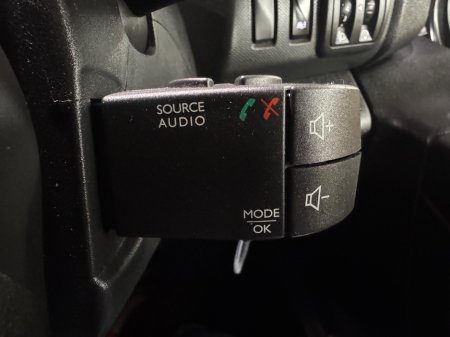 SOURCE
AUDIO
MODE
OK
+
-